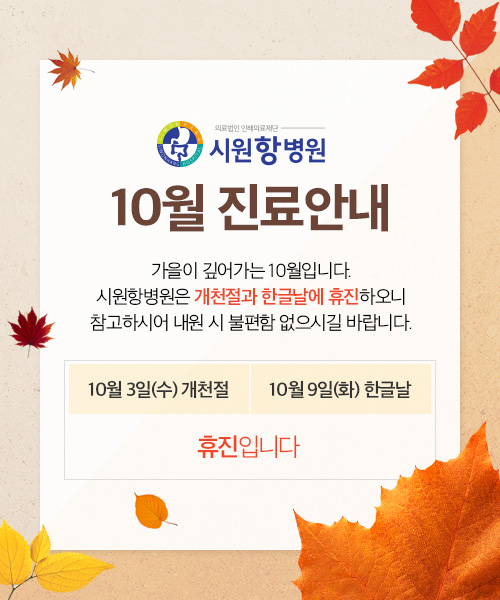 의료법인 인혜의료재단
시원항병원
10월 진료안내
가을이 깊어가는 10월입니다.
시원항병원은 개천절과 한글날에 휴진하오니
참고하시어 내원 시 불편함 없으시길 바랍니다.
10월 3일(수) 개천절 10월 9일(화) 한글날
휴진입니다